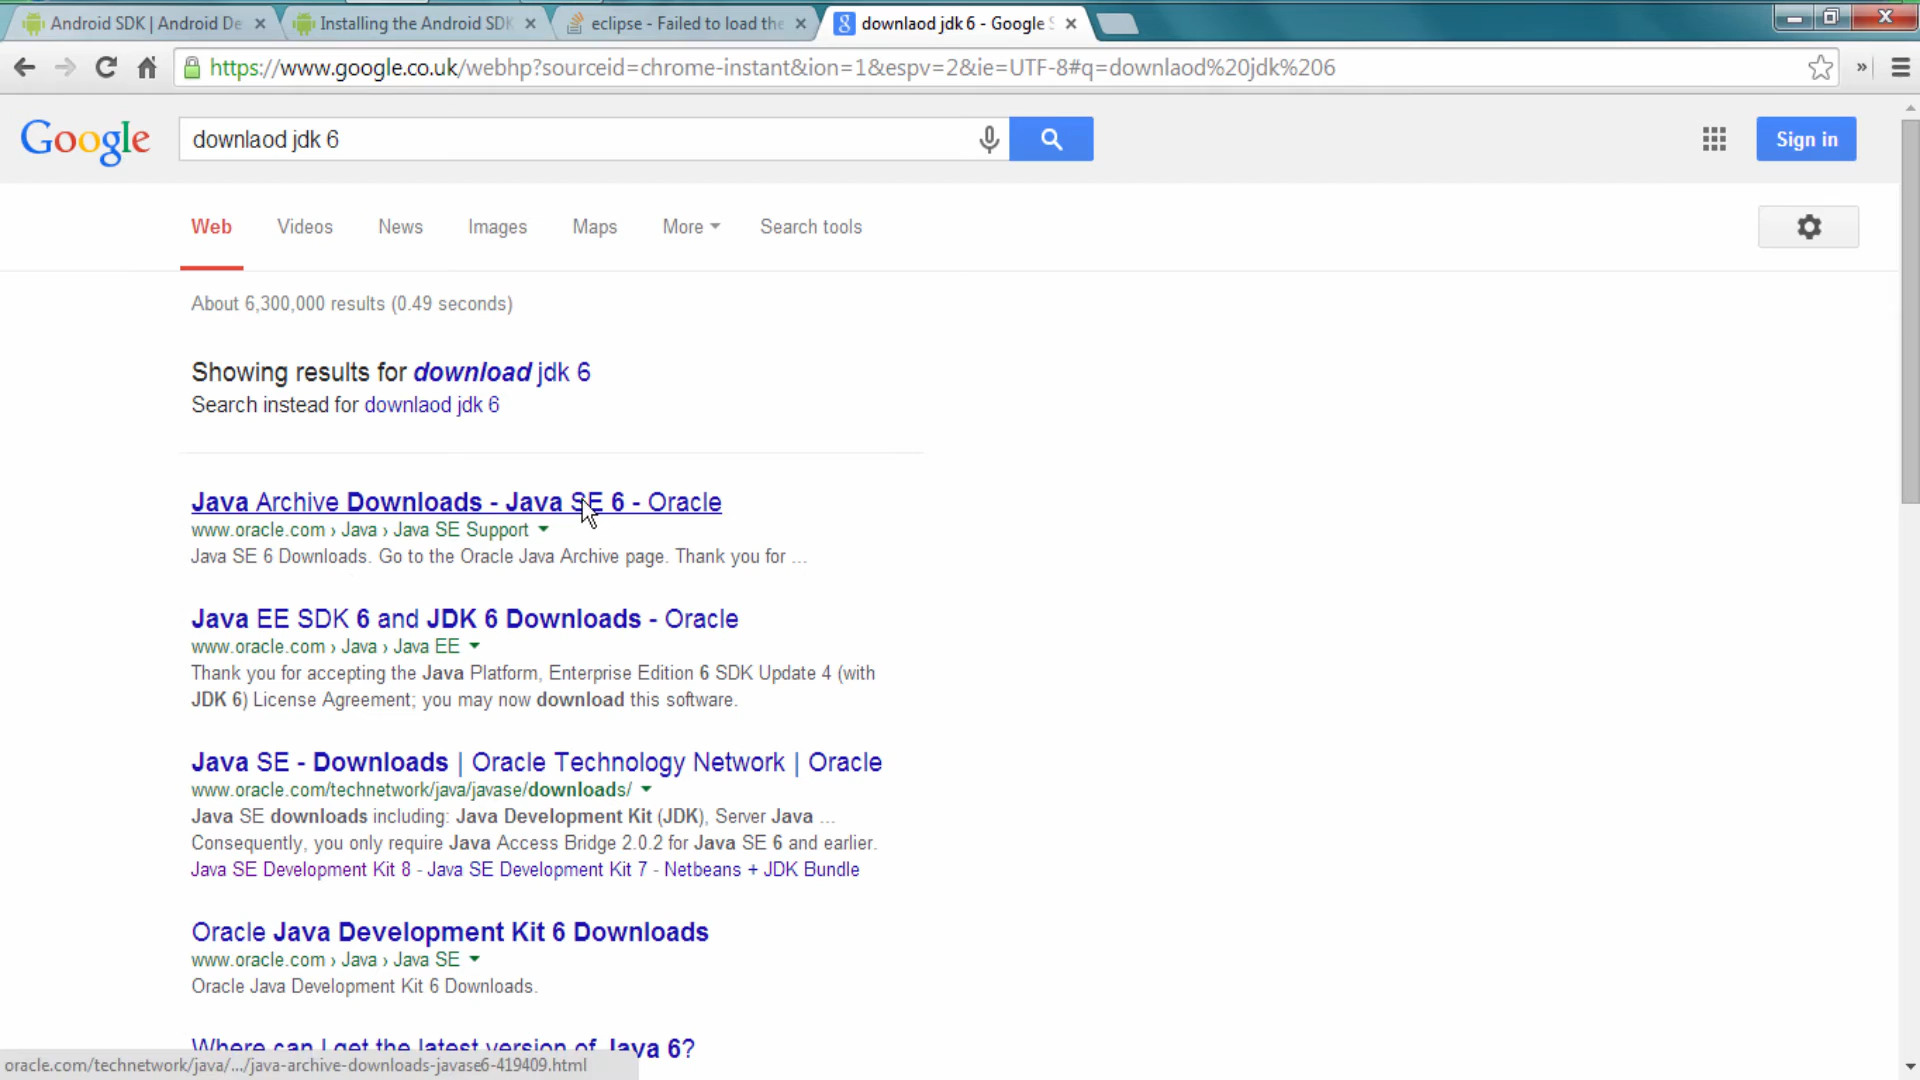 Android SDK | Android De
Installing the Android SDK
eclipse - Failed to load the
downlaod jdk 6 - Google S
https://www.google.co.uk/webhp?sourceid=chrome-instant&ion=1&espv=2&ie=UTF-8#q=downlaod%20jdk%206
Google
downlaod jdk 6
Sign in
Web Videos News Images Maps More Search tools
About 6,300,000 results (0.49 seconds)
Showing results for download jdk 6
Search instead for downlaod jdk 6
Java Archive Downloads - Java SE 6 - Oracle
www.oracle.com › Java › Java SE Support
Java SE 6 Downloads. Go to the Oracle Java Archive page. Thank you for ...
Java EE SDK 6 and JDK 6 Downloads - Oracle
www.oracle.com › Java › Java EE
Thank you for accepting the Java Platform, Enterprise Edition 6 SDK Update 4 (with
JDK 6) License Agreement; you may now download this software.
Java SE - Downloads | Oracle Technology Network | Oracle
www.oracle.com/technetwork/java/javase/downloads/
Java SE downloads including: Java Development Kit (JDK), Server Java ...
Consequently, you only require Java Access Bridge 2.0.2 for Java SE 6 and earlier.
Java SE Development Kit 8 - Java SE Development Kit 7 - Netbeans + JDK Bundle
Oracle Java Development Kit 6 Downloads
www.oracle.com › Java › Java SE
Oracle Java Development Kit 6 Downloads.
Where can I get the latest version of Java 6?
oracle.com/technetwork/java/.../java-archive-downloads-javase6-419409.html